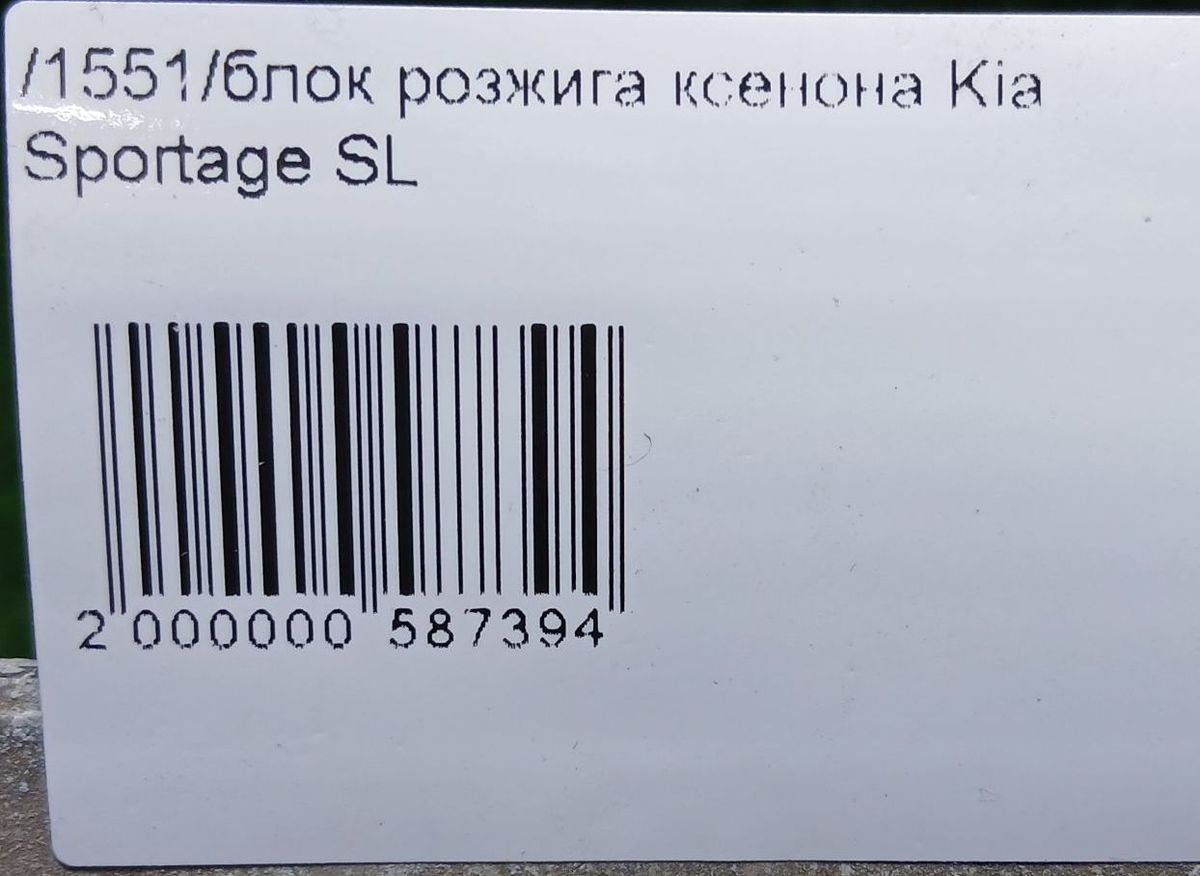 /1551/блок розжига ксенона Kia
Sportage SL
2 000000 587394